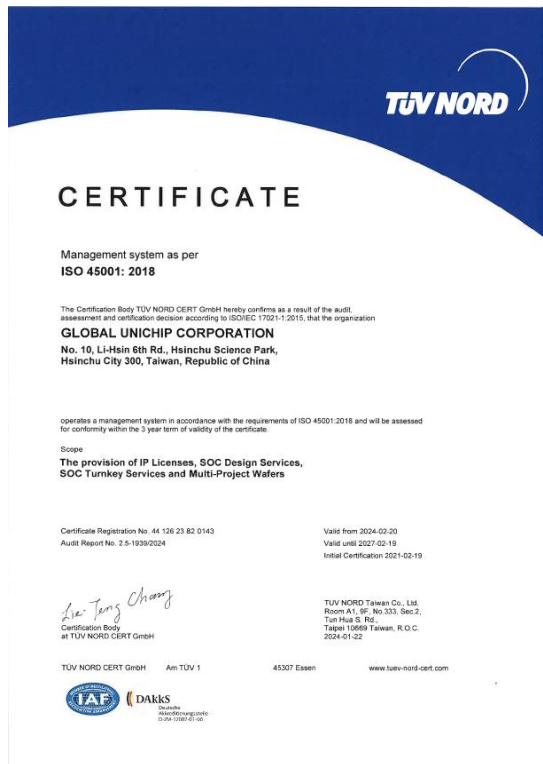 TÜV NORD
CERTIFICATE
Management system as per
ISO 45001: 2018
The Certification Body TÜV NORD CERT GmbH hereby confirms as a result of the audit,
assessment and certification decision according to ISO/IEC 17021-1:2015, that the organization
GLOBAL UNICHIP CORPORATION
No. 10, Li-Hsin 6th Rd., Hsinchu Science Park,
Hsinchu City 300, Taiwan, Republic of China
operates a management system in accordance with the requirements of ISO 45001:2018 and will be assessed
for conformity within the 3 year term of validity of the certificate.
Scope
The provision of IP Licenses, SOC Design Services,
SOC Turnkey Services and Multi-Project Wafers
Certificate Registration No. 44 126 23 82 0143
Audit Report No. 2.5-1939/2024
Valid from 2024-02-20
Valid until 2027-02-19
Initial Certification 2021-02-19
Teng Chang
Certification Body
at TÜV NORD CERT GmbH
TUV NORD Taiwan Co., Ltd.
Room A1, 9F, No.333, Sec.2,
Tun Hua S. Rd.,
Taipei 10669 Taiwan, R.O.C.
2024-01-22
TÜV NORD CERT GmbH Am TÜV 1 45307 Essen www.tuev-nord-cert.com
IAF
DAkkS
Deutsche
Akkreditierungsstelle
D-ZM-12007-01-00